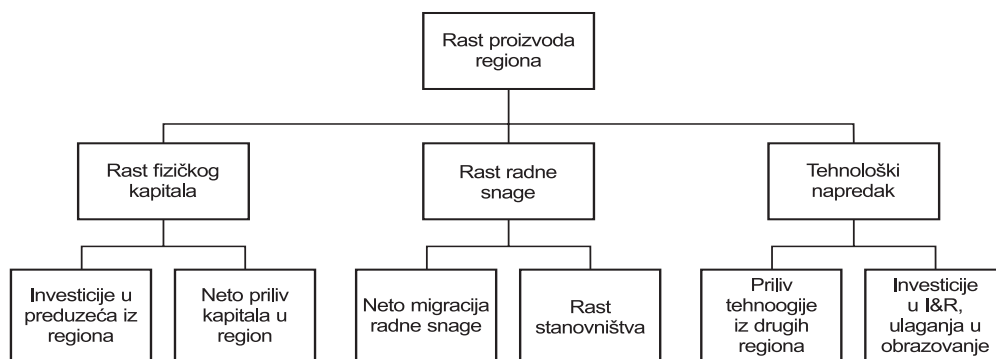 Rast proizvoda
regiona
Rast fizičkog
kapitala
Rast radne
snage
Tehnološki
napredak
Investicije u
preduzeća iz
regiona
Neto priliv
kapitala u
region
Neto migracija
radne snage
Rast
stanovništva
Priliv
tehnoogije
iz drugih
regiona
Investicije
u I&R,
ulaganja u
obrazovanje